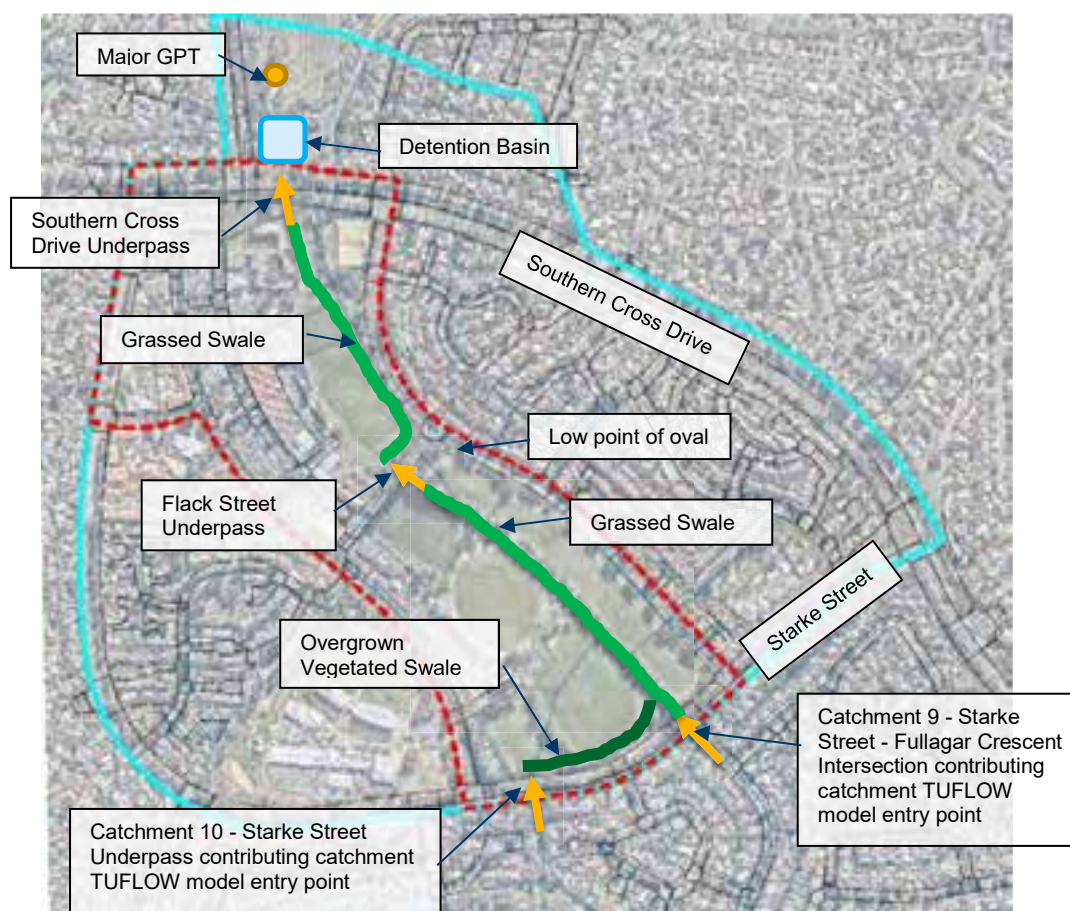 Major GPT
Detention Basin
Southern Cross
Drive Underpass
Southern Cross Drive
Grassed Swale
Low point of oval
Flack Street
Underpass
Grassed Swale
Starke Street
Overgrown
Vegetated Swale
Catchment 9 - Starke
Street - Fullagar Crescent
Intersection contributing
catchment TUFLOW
model entry point
Catchment 10 - Starke Street
Underpass contributing catchment
TUFLOW model entry point